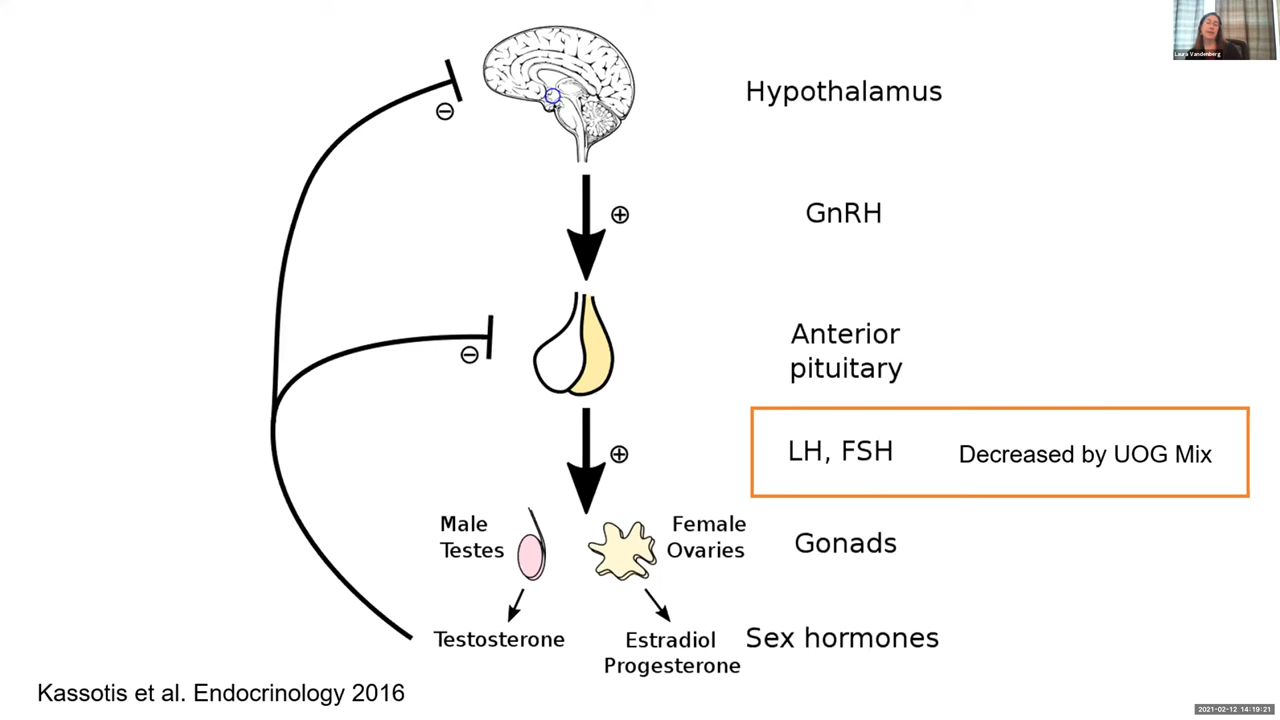 Laura Vandenberg
Hypothalamus
⊖
⊕
GnRH
⊖
Anterior
pituitary
⊕
LH, FSH
Decreased by UOG Mix
Male
Testes
Female
Ovaries
Gonads
Testosterone
Estradiol
Progesterone
Sex hormones
Kassotis et al. Endocrinology 2016
2021-02-12 14:19:21